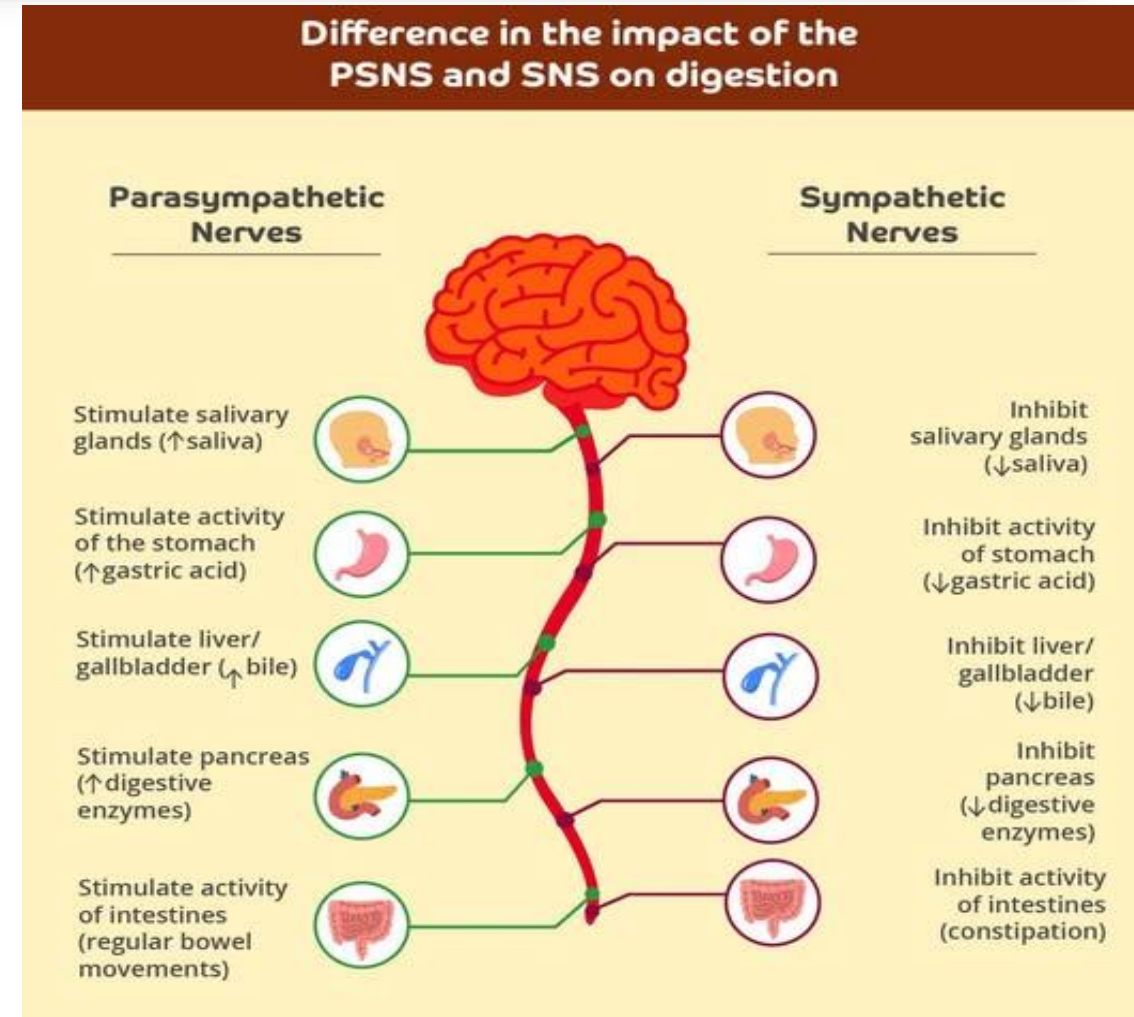 Difference in the impact of the
PSNS and SNS on digestion
Parasympathetic
Nerves
Stimulate salivary
glands (↑saliva)
Stimulate activity
of the stomach
(↑gastric acid)
Stimulate liver/
gallbladder (↑ bile)
Stimulate pancreas
(↑digestive
enzymes)
Stimulate activity
of intestines
(regular bowel
movements)
Sympathetic
Nerves
Inhibit
salivary glands
(↓saliva)
Inhibit activity
of stomach
(↓gastric acid)
Inhibit liver/
gallbladder
(↓bile)
Inhibit
pancreas
(↓digestive
enzymes)
Inhibit activity
of intestines
(constipation)